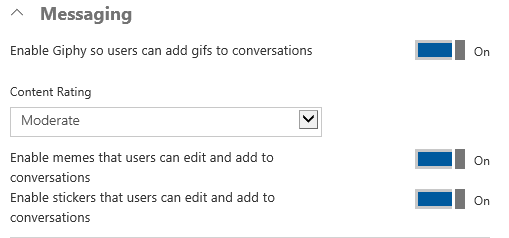 Messaging
Enable Giphy so users can add gifs to conversations
On
Content Rating
Moderate
Enable memes that users can edit and add to
conversations
On
Enable stickers that users can edit and add to
conversations
On